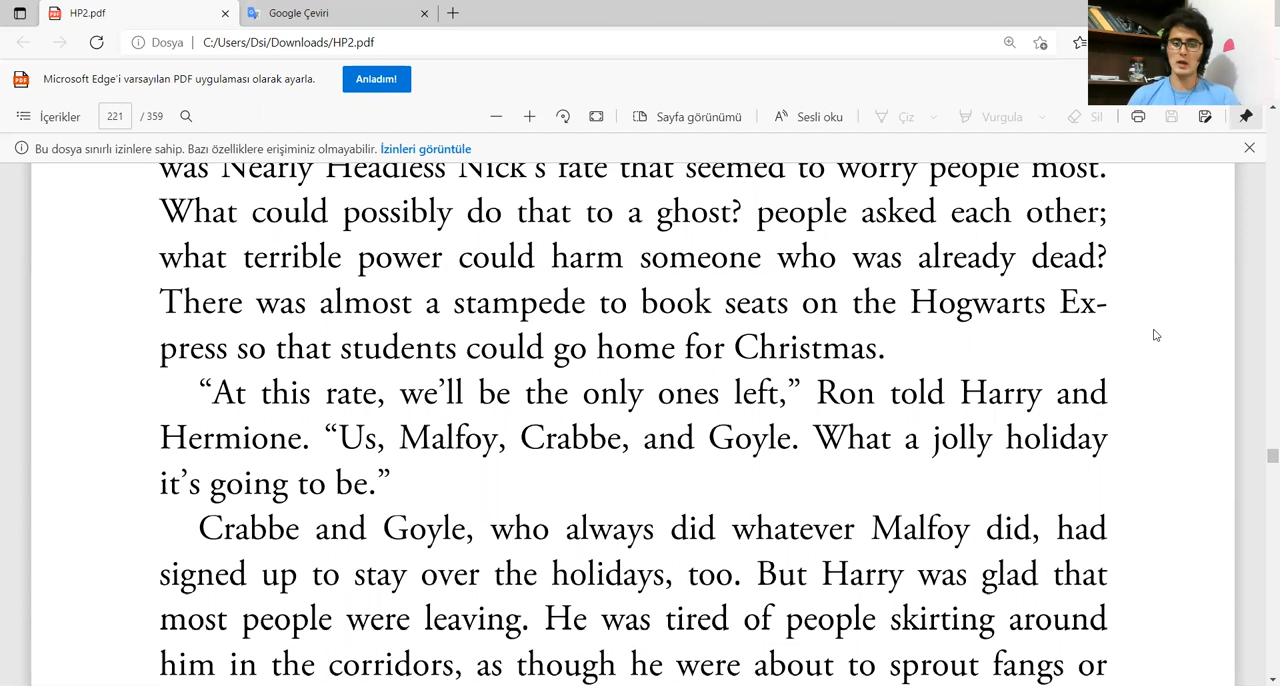 HP2.pdf
Google Çeviri
Dosya C:/Users/Dsi/Downloads/HP2.pdf
Microsoft Edge'i varsayılan PDF uygulaması olarak ayarla. Anladım!
İçerikler 221 / 359 Sayfa görünümü Sesli oku Çiz Vurgula Sil
Bu dosya sınırlı izinlere sahip. Bazı özelliklere erişiminiz olmayabilir. İzinleri görüntüle
was Nearly Headless Nick's fate that seemed to worry people most.
What could possibly do that to a ghost? people asked each other;
what terrible power could harm someone who was already dead?
There was almost a stampede to book seats on the Hogwarts Ex-
press so that students could go home for Christmas.
“At this rate, we'll be the only ones left,” Ron told Harry and
Hermione. “Us, Malfoy, Crabbe, and Goyle. What a jolly holiday
it's going to be.”
Crabbe and Goyle, who always did whatever Malfoy did, had
signed up to stay over the holidays, too. But Harry was glad that
most people were leaving. He was tired of people skirting around
him in the corridors, as though he were about to sprout fangs or